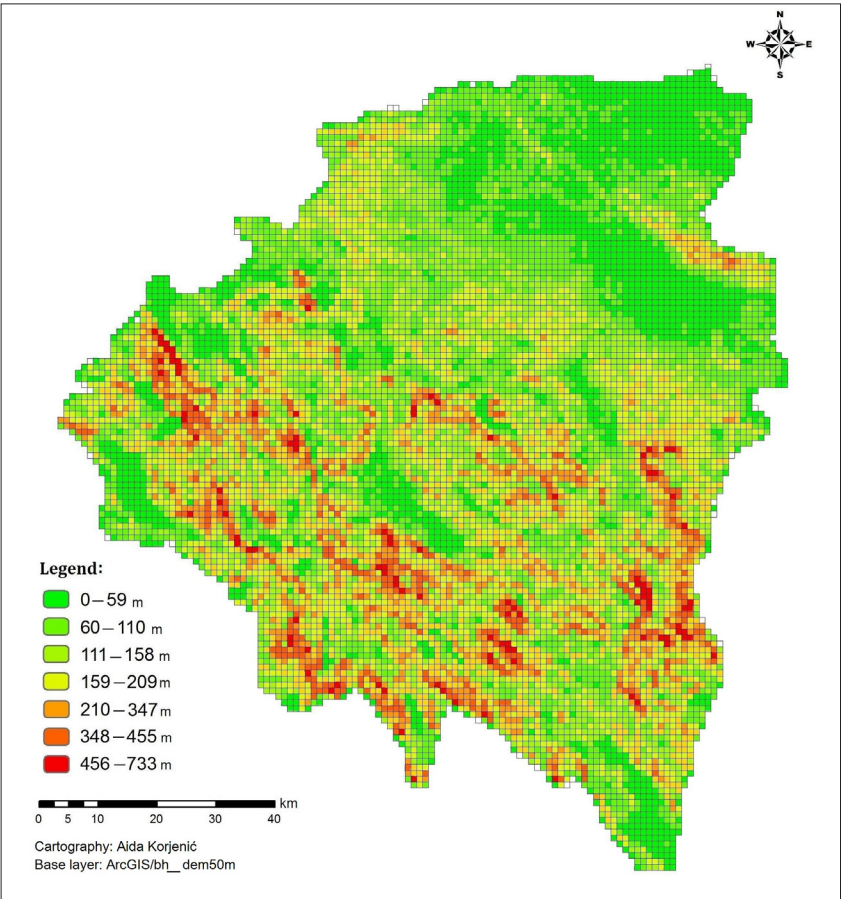 N
W E
S
Legend:
0–59 m
60–110 m
111–158 m
159–209 m
210–347 m
348–455 m
456–733 m
km
0 5 10 20 30 40
Cartography: Aida Korjenić
Base layer: ArcGIS/bh__dem50m